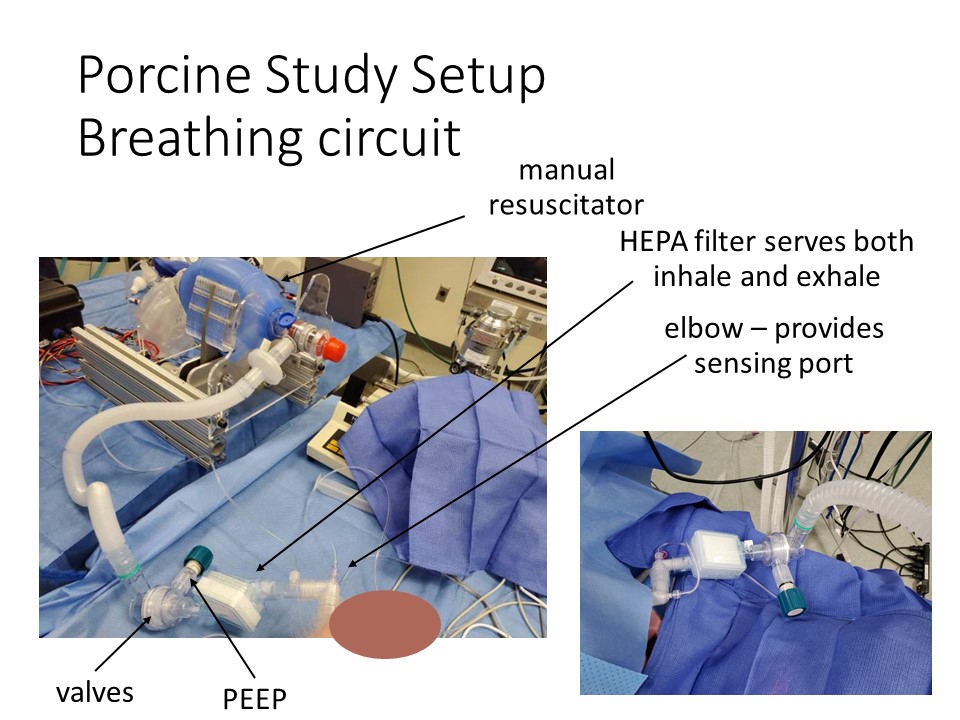 Porcine Study Setup
Breathing circuit
manual
resuscitator
HEPA filter serves both
inhale and exhale
elbow – provides
sensing port
valves
PEEP